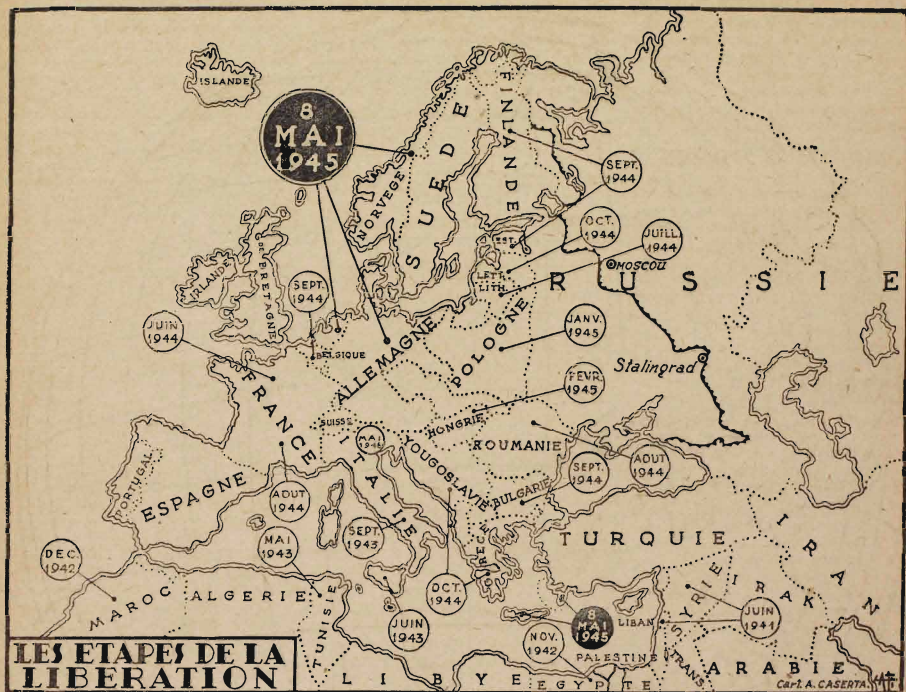 ISLANDE
8
MAI
1945
FINLANDE
SUEDE
NORVEGE
SEPT.
1944
OCT.
1944
JUILL.
1944
EST.
LETT.
LITH.
MOSCOU
RUSSIE
IRLANDE
DE BRETAGNE
SEPT.
1944
JUIN
1944
BELGIQUE
ALLEMAGNE
POLOGNE
JANV.
1945
Stalingrad
FEVR.
1945
FRANCE
SUISSE
HONGRIE
ROUMANIE
MAI
ITALIE
YOUGOSLAVIE
BULGARIE
SEPT.
1944
AOUT
1944
PORTUGAL
ESPAGNE
AOUT
1944
SEPT.
1943
MAI
1943
GRECE
TURQUIE
IRAN
DEC.
1942
MAROC
ALGERIE
TUNISIE
JUIN
1943
OCT.
1944
NOV.
1942
8
MAI
1945
LIBAN
SYRIE
IRAK
JUIN
1941
PALESTINE
TRANSJ.
ARABIE
LIBYE
EGYPTE
LES ETAPES DE LA
LIBERATION
Cart. A. CASERTA.